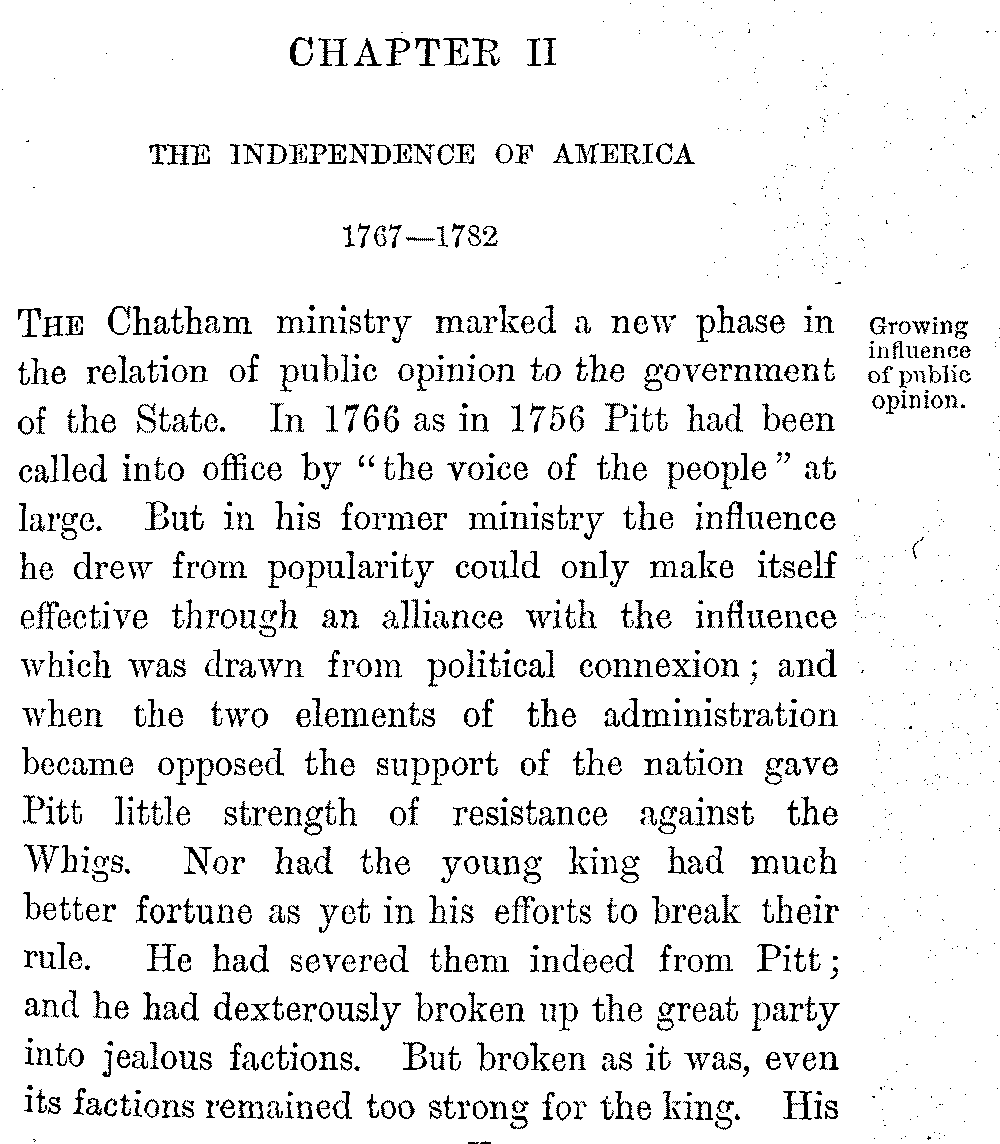 CHAPTER II
THE INDEPENDENCE OF AMERICA
1767—1782
THE Chatham ministry marked a new phase in
the relation of public opinion to the government
of the State. In 1766 as in 1756 Pitt had been
called into office by “the voice of the people” at
large. But in his former ministry the influence
he drew from popularity could only make itself
effective through an alliance with the influence
which was drawn from political connexion; and
when the two elements of the administration
became opposed the support of the nation gave
Pitt little strength of resistance against the
Whigs. Nor had the young king had much
better fortune as yet in his efforts to break their
rule. He had severed them indeed from Pitt;
and he had dexterously broken up the great party
into jealous factions. But broken as it was, even
its factions remained too strong for the king. His
Growing
influence
of public
opinion.